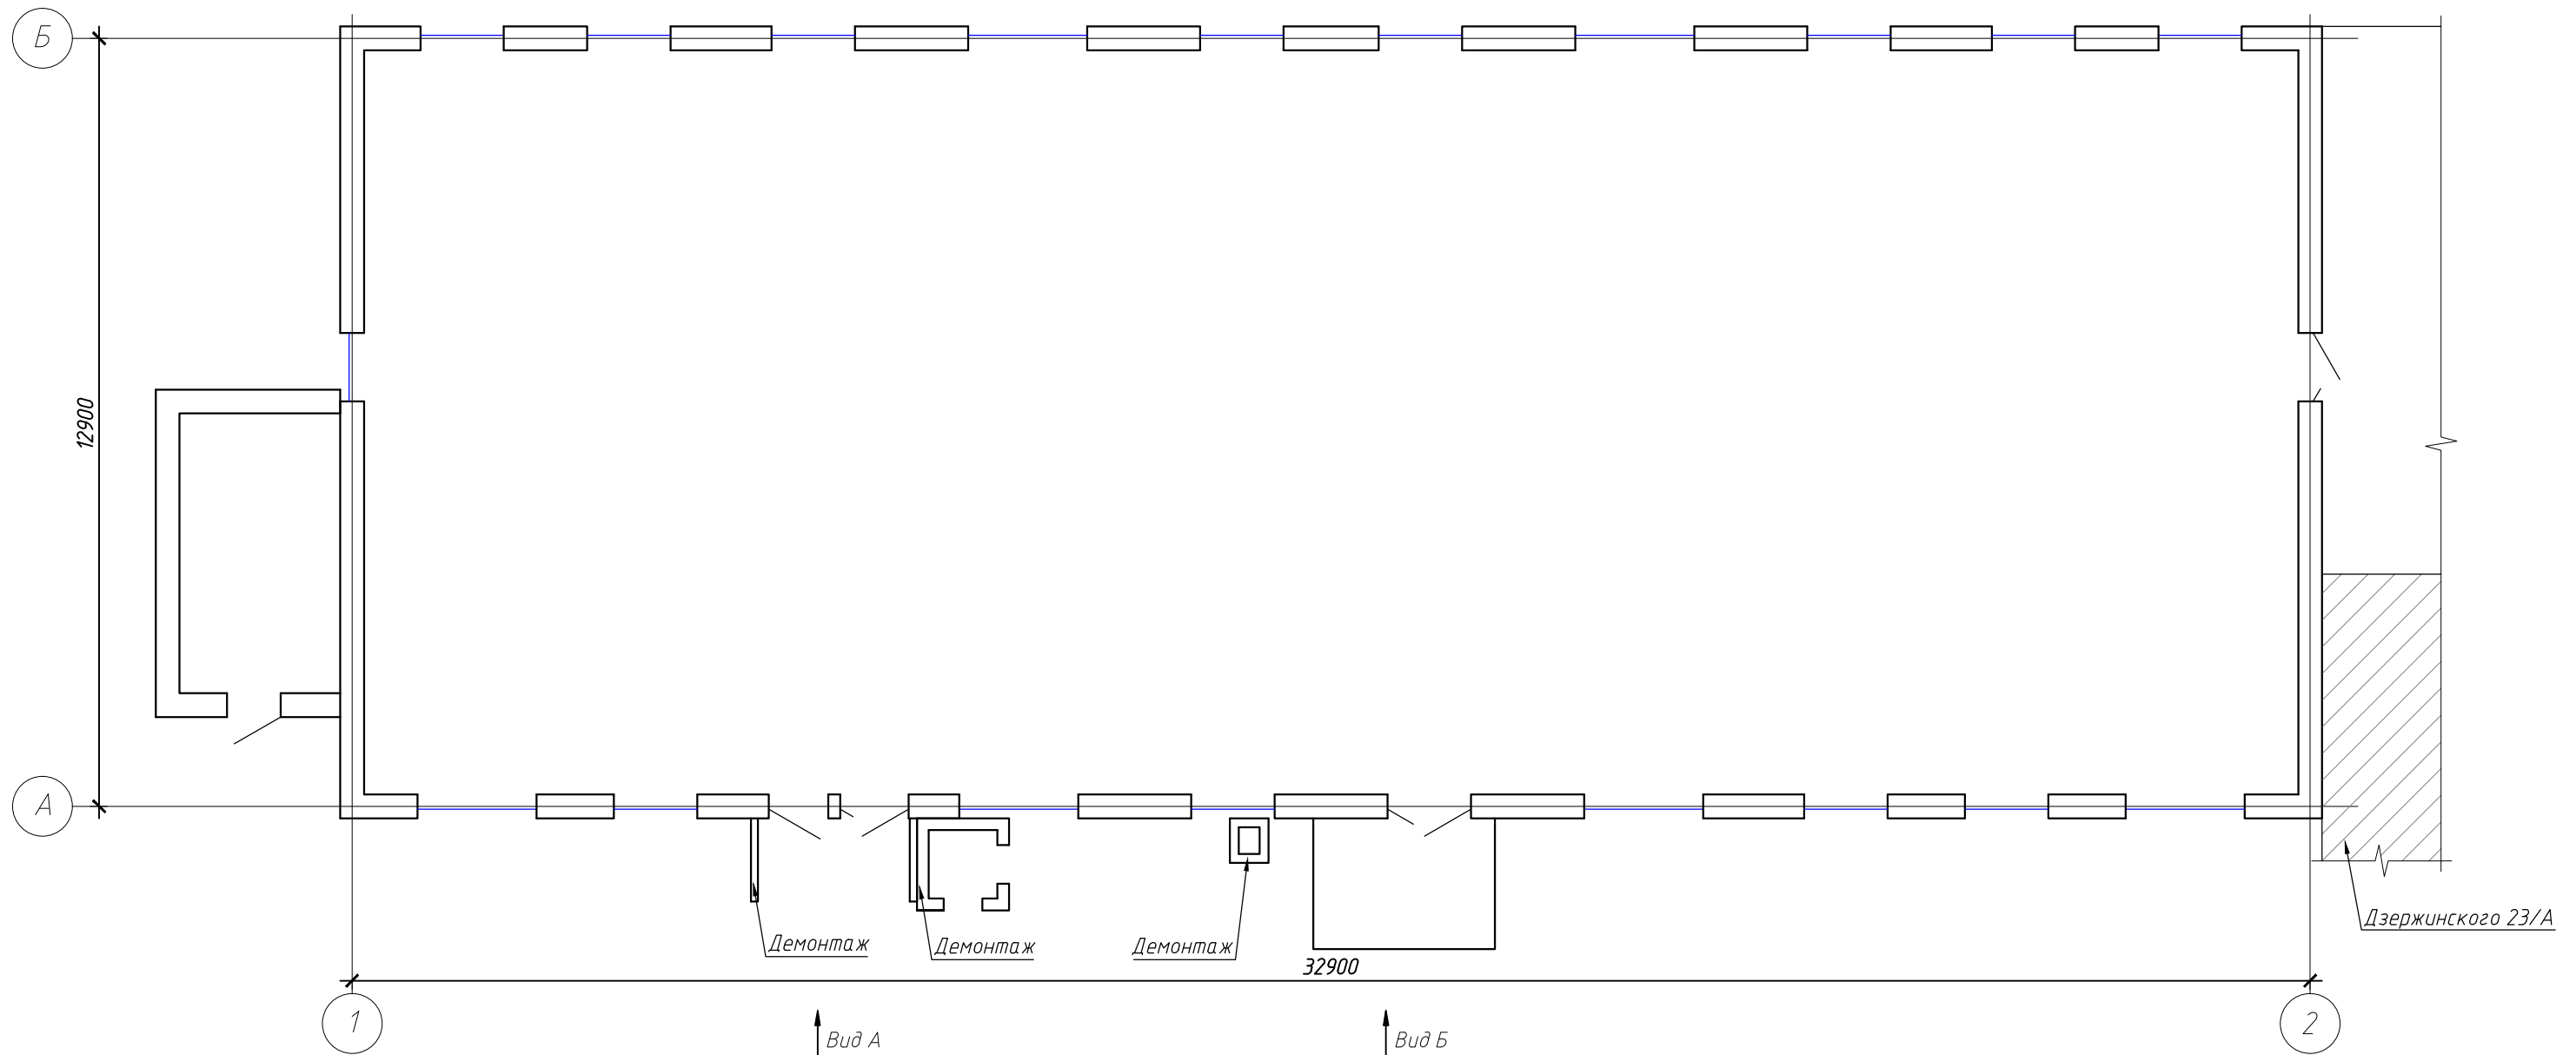 Б
12900
А
Демонтаж
Демонтаж
Демонтаж
Дзержинского 23/А
32900
1
2
Вид А
Вид Б